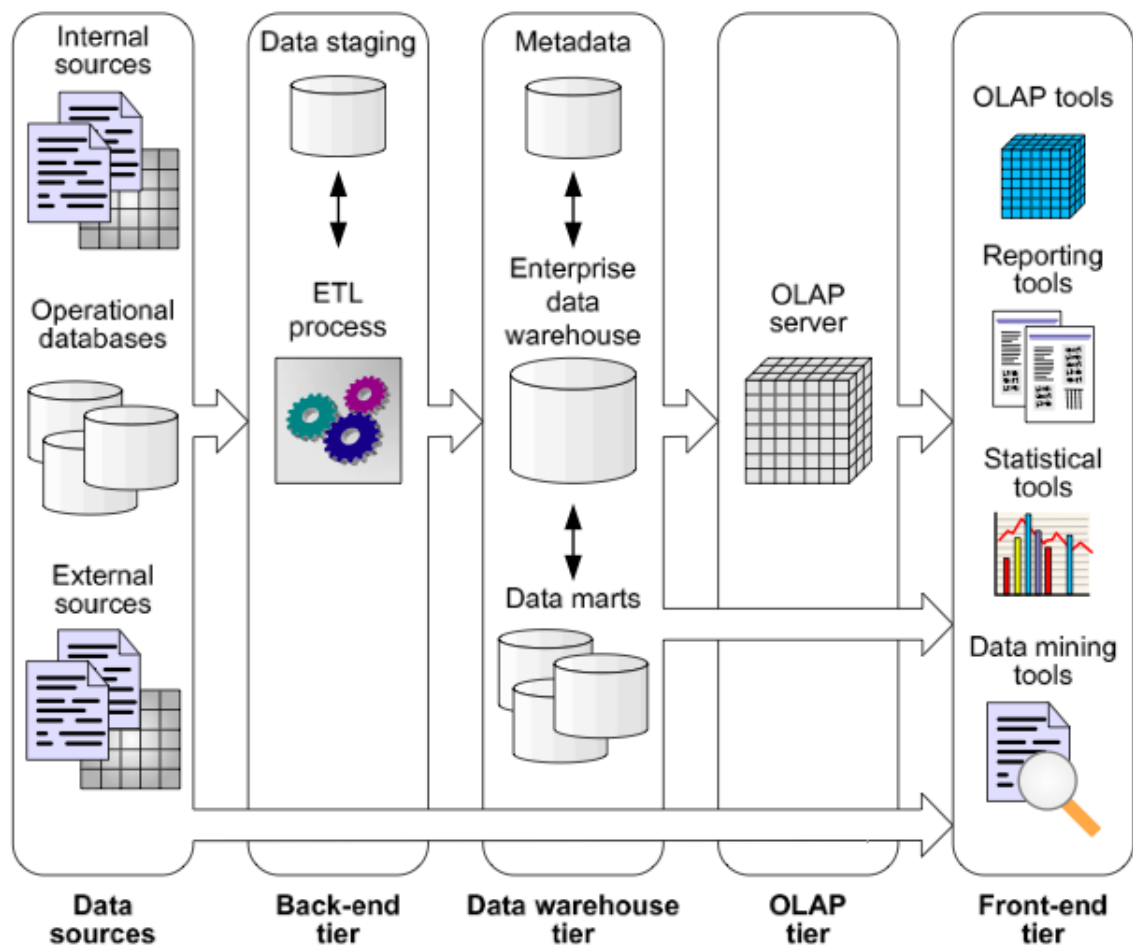 Internal
sources
Operational
databases
External
sources
Data
sources
Data staging
ETL
process
Back-end
tier
Metadata
Enterprise
data
warehouse
Data marts
Data warehouse
tier
OLAP
server
OLAP
tier
OLAP tools
Reporting
tools
Statistical
tools
Data mining
tools
Front-end
tier